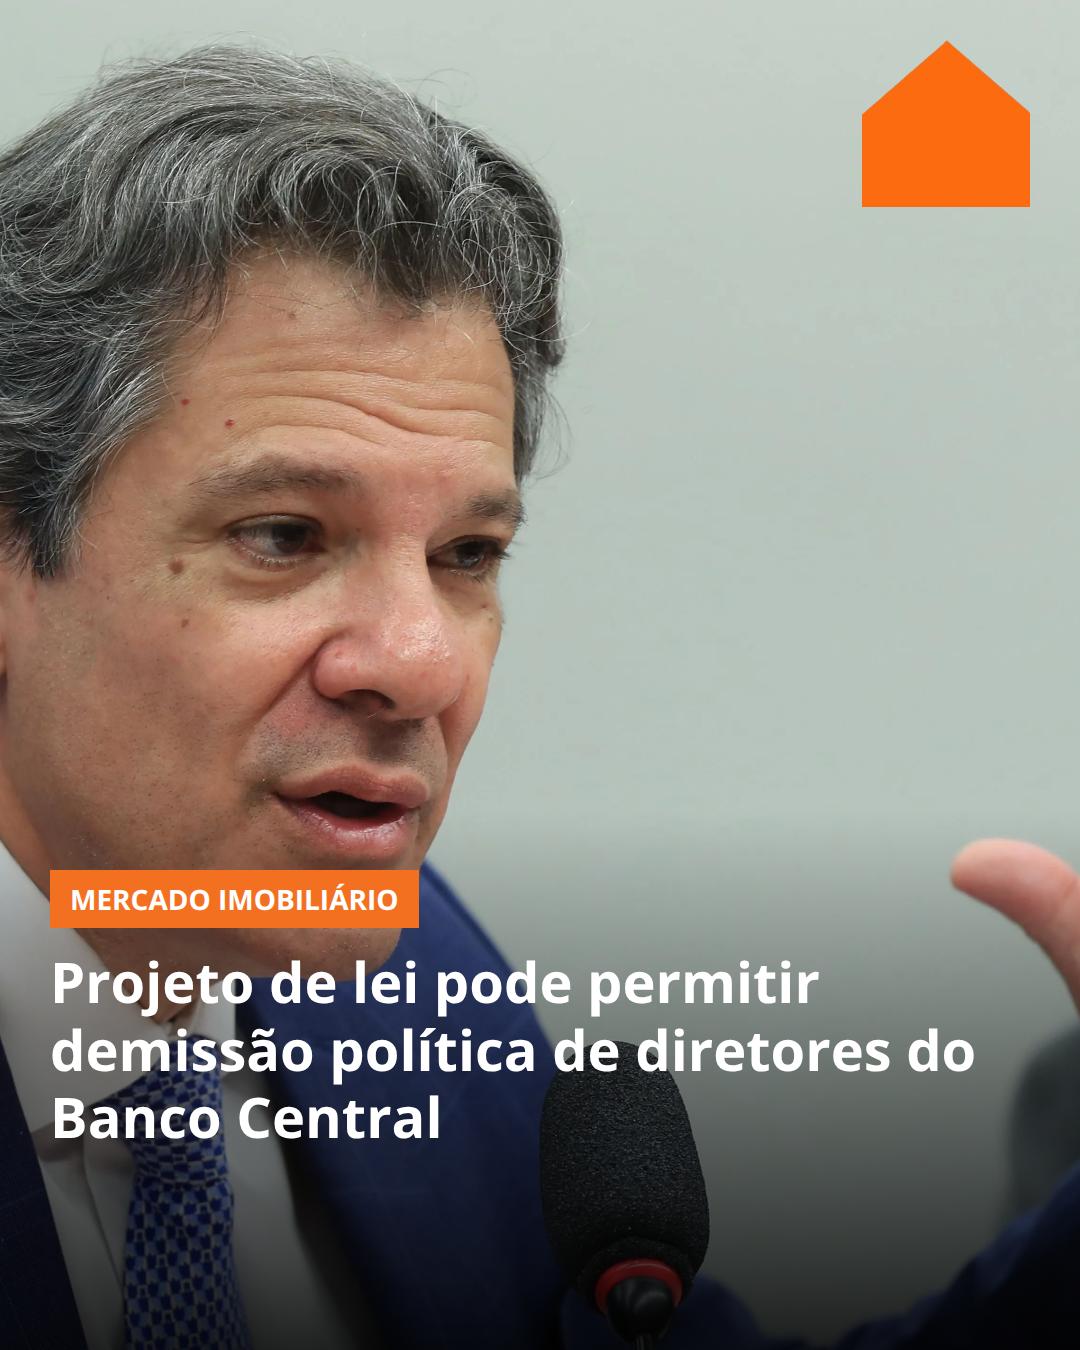 MERCADO IMOBILIÁRIO
Projeto de lei pode permitir
demissão política de diretores do
Banco Central